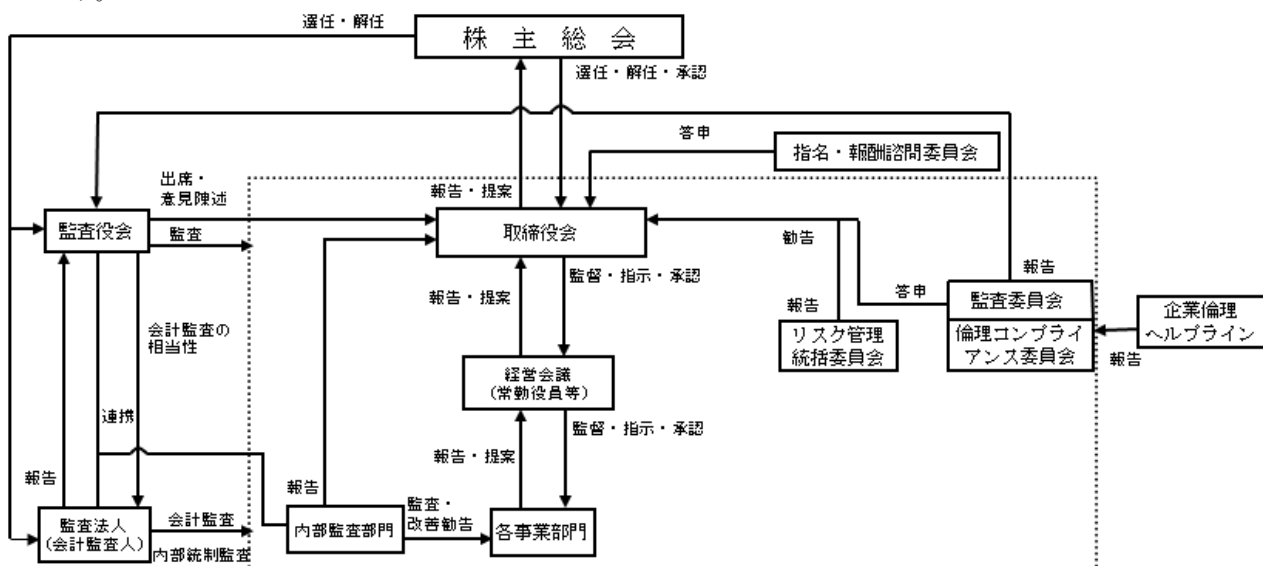 選任・解任
株主総会
選任・解任・承認
答申
指名・報酬諮問委員会
出席・
意見陳述
報告・提案
監査役会
監査
取締役会
勧告
報告
監督・指示・承認
報告・提案
答申
監査委員会
企業倫理
ヘルプライン
報告
リスク管理
統括委員会
倫理コンプライ
アンス委員会
報告
会計監査の
相当性
経営会議
(常勤役員等)
連携
監督・指示・承認
報告・提案
報告
報告
監査・
改善勧告
監査法人
(会計監査人)
会計監査
内部統制監査
内部監査部門
各事業部門